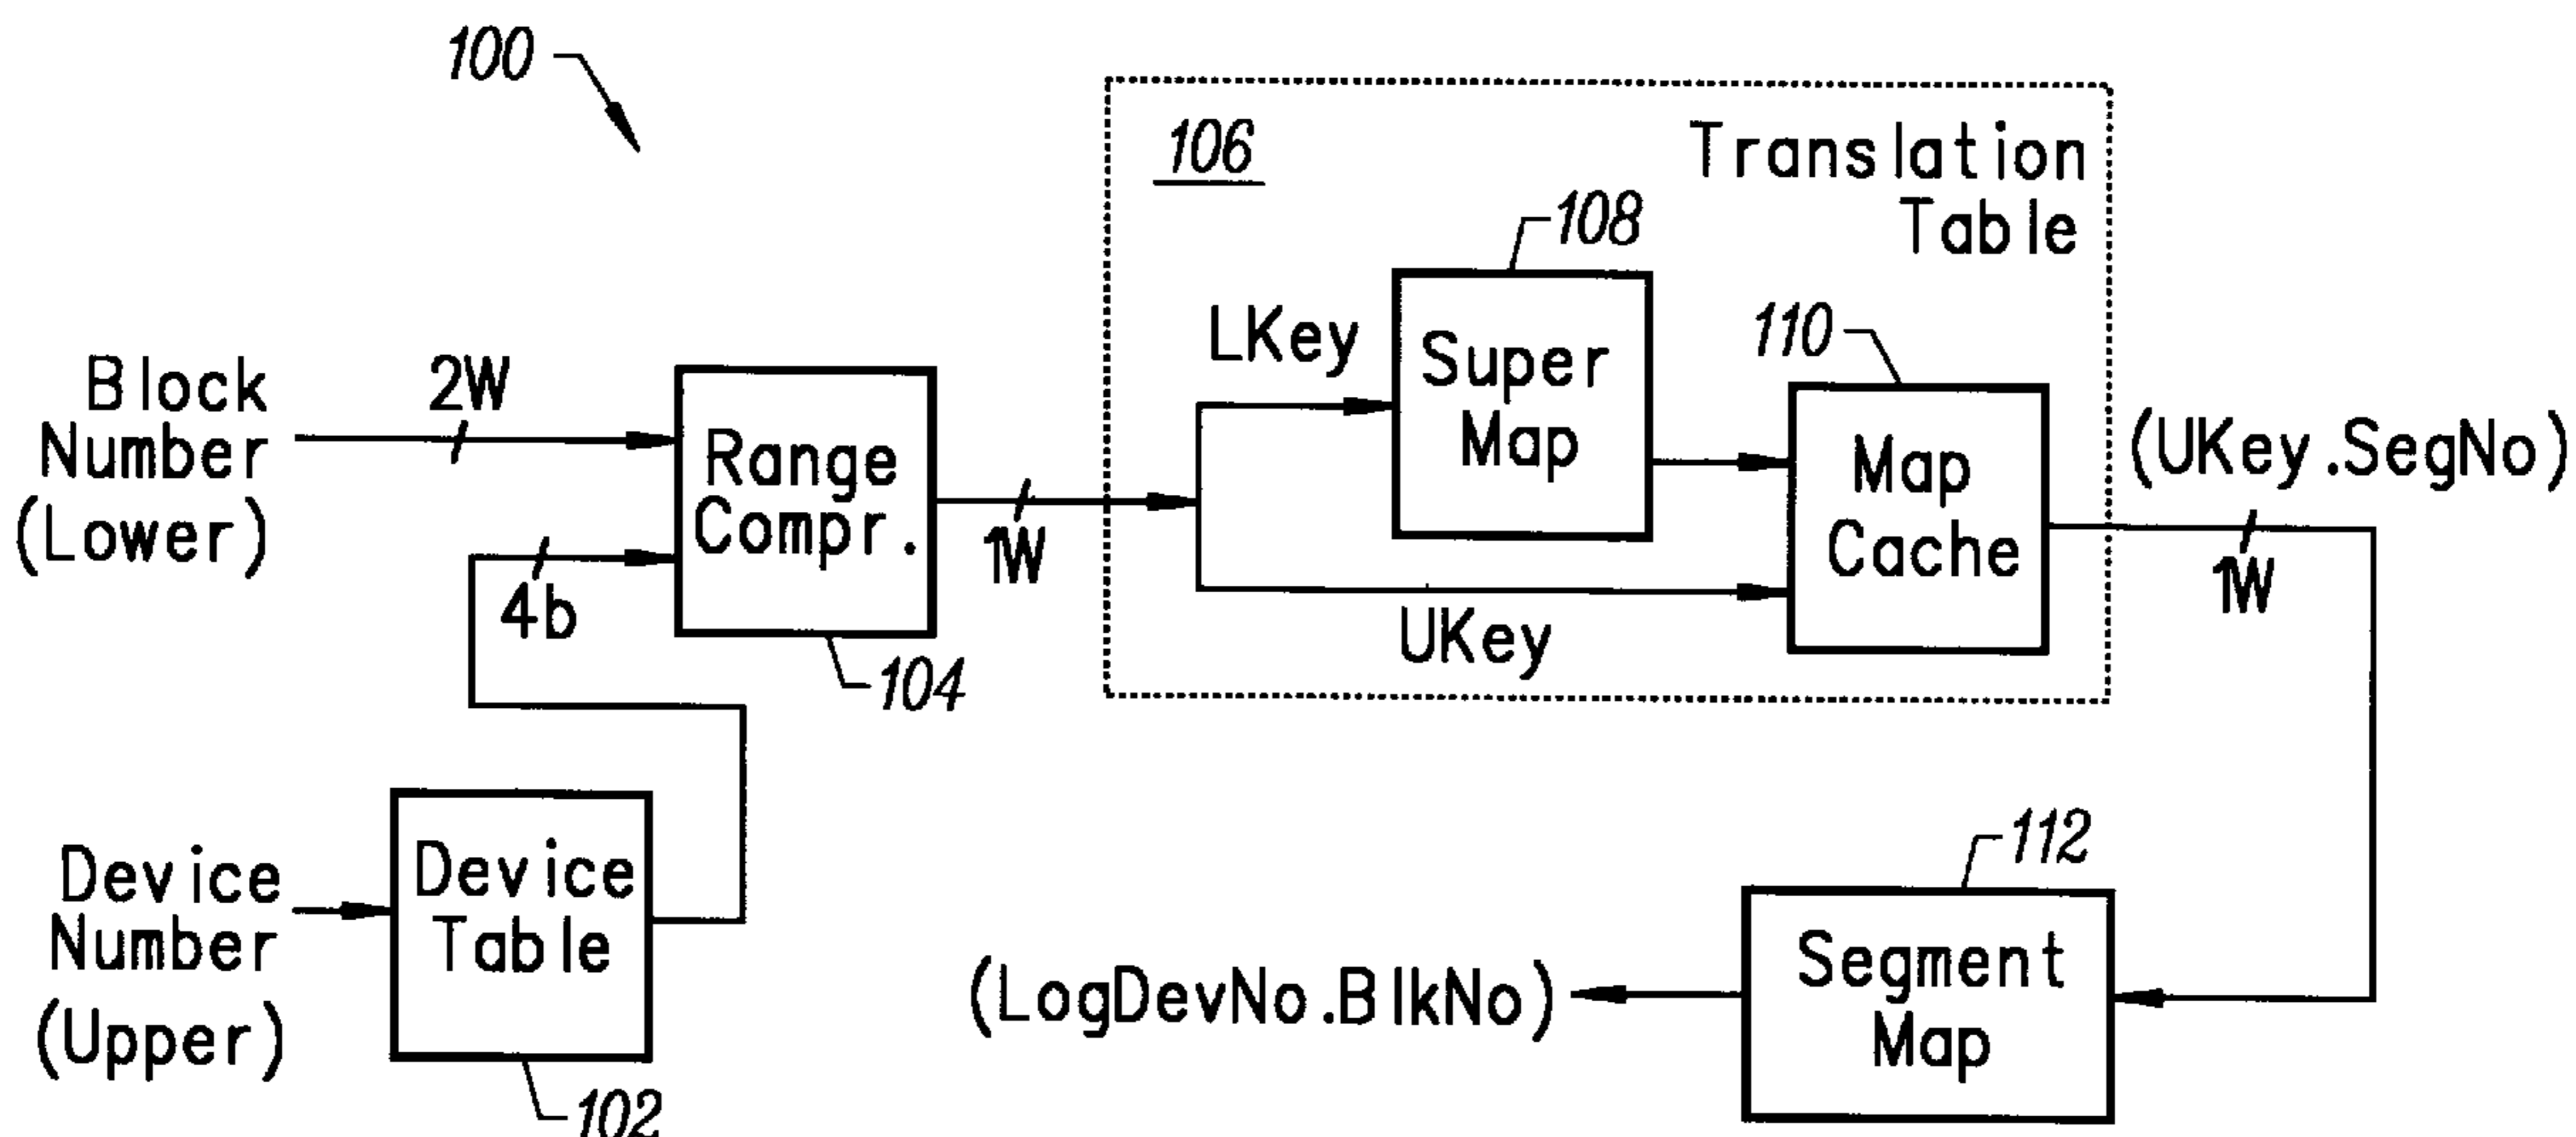 100
106
Translation
Table
108
LKey
Super
Map
110
Map
Cache
UKey
(UKey.SegNo)
1W
Block
Number
(Lower)
2W
Range
Compr.
1W
4b
104
Device
Number
(Upper)
Device
Table
102
112
Segment
Map
(LogDevNo.BlkNo)